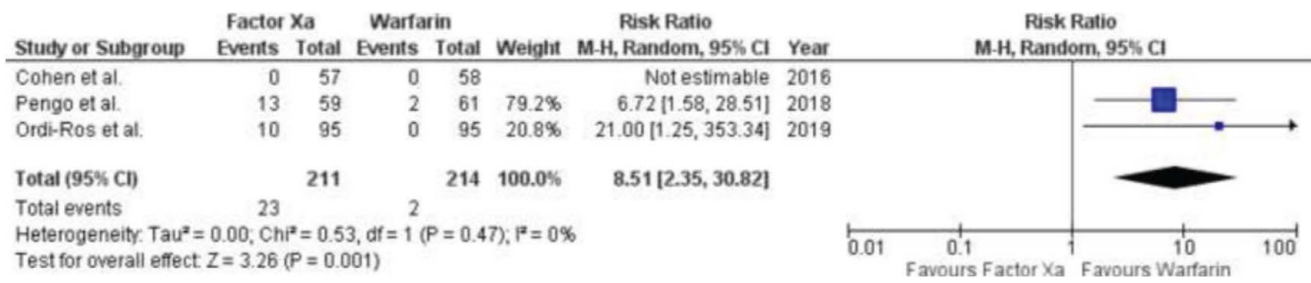 Factor Xa Warfarin Risk Ratio Risk Ratio
Study or Subgroup Events Total Events Total Weight M-H, Random, 95% CI Year M-H, Random, 95% CI
Cohen et al. 0 57 0 58 Not estimable 2016
Pengo et al. 13 59 2 61 79.2% 6.72 [1.58, 28.51] 2018
Ordi-Ros et al. 10 95 0 95 20.8% 21.00 [1.25, 353.34] 2019
Total (95% CI) 211 214 100.0% 8.51 [2.35, 30.82]
Total events 23 2
Heterogeneity: Tau² = 0.00; Chi² = 0.53, df = 1 (P = 0.47); I² = 0%
Test for overall effect: Z = 3.26 (P = 0.001)
0.01 0.1 1 10 100
Favours Factor Xa Favours Warfarin